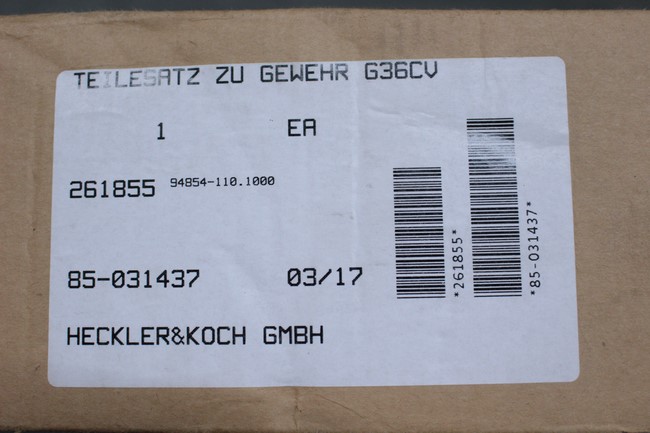 TEILESATZ ZU GEWEHR G36CV
1 EA
261855 94854-110.1000
85-031437 03/17
HECKLER&KOCH GMBH
*261855*
*85-031437*